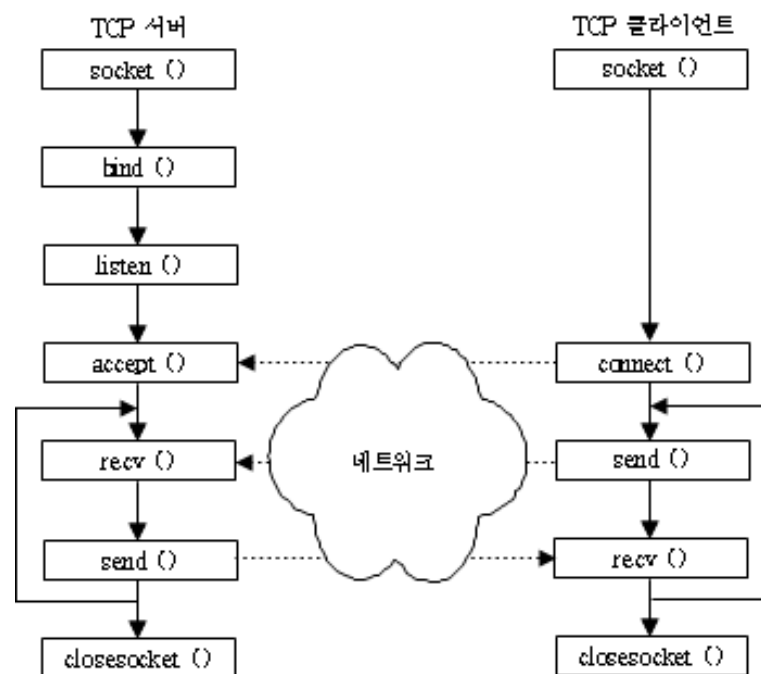 TCP 서버
socket ()
bind ()
listen ()
accept ()
recv ()
send ()
closesocket ()
네트워크
TCP 클라이언트
socket ()
connect ()
send ()
recv ()
closesocket ()